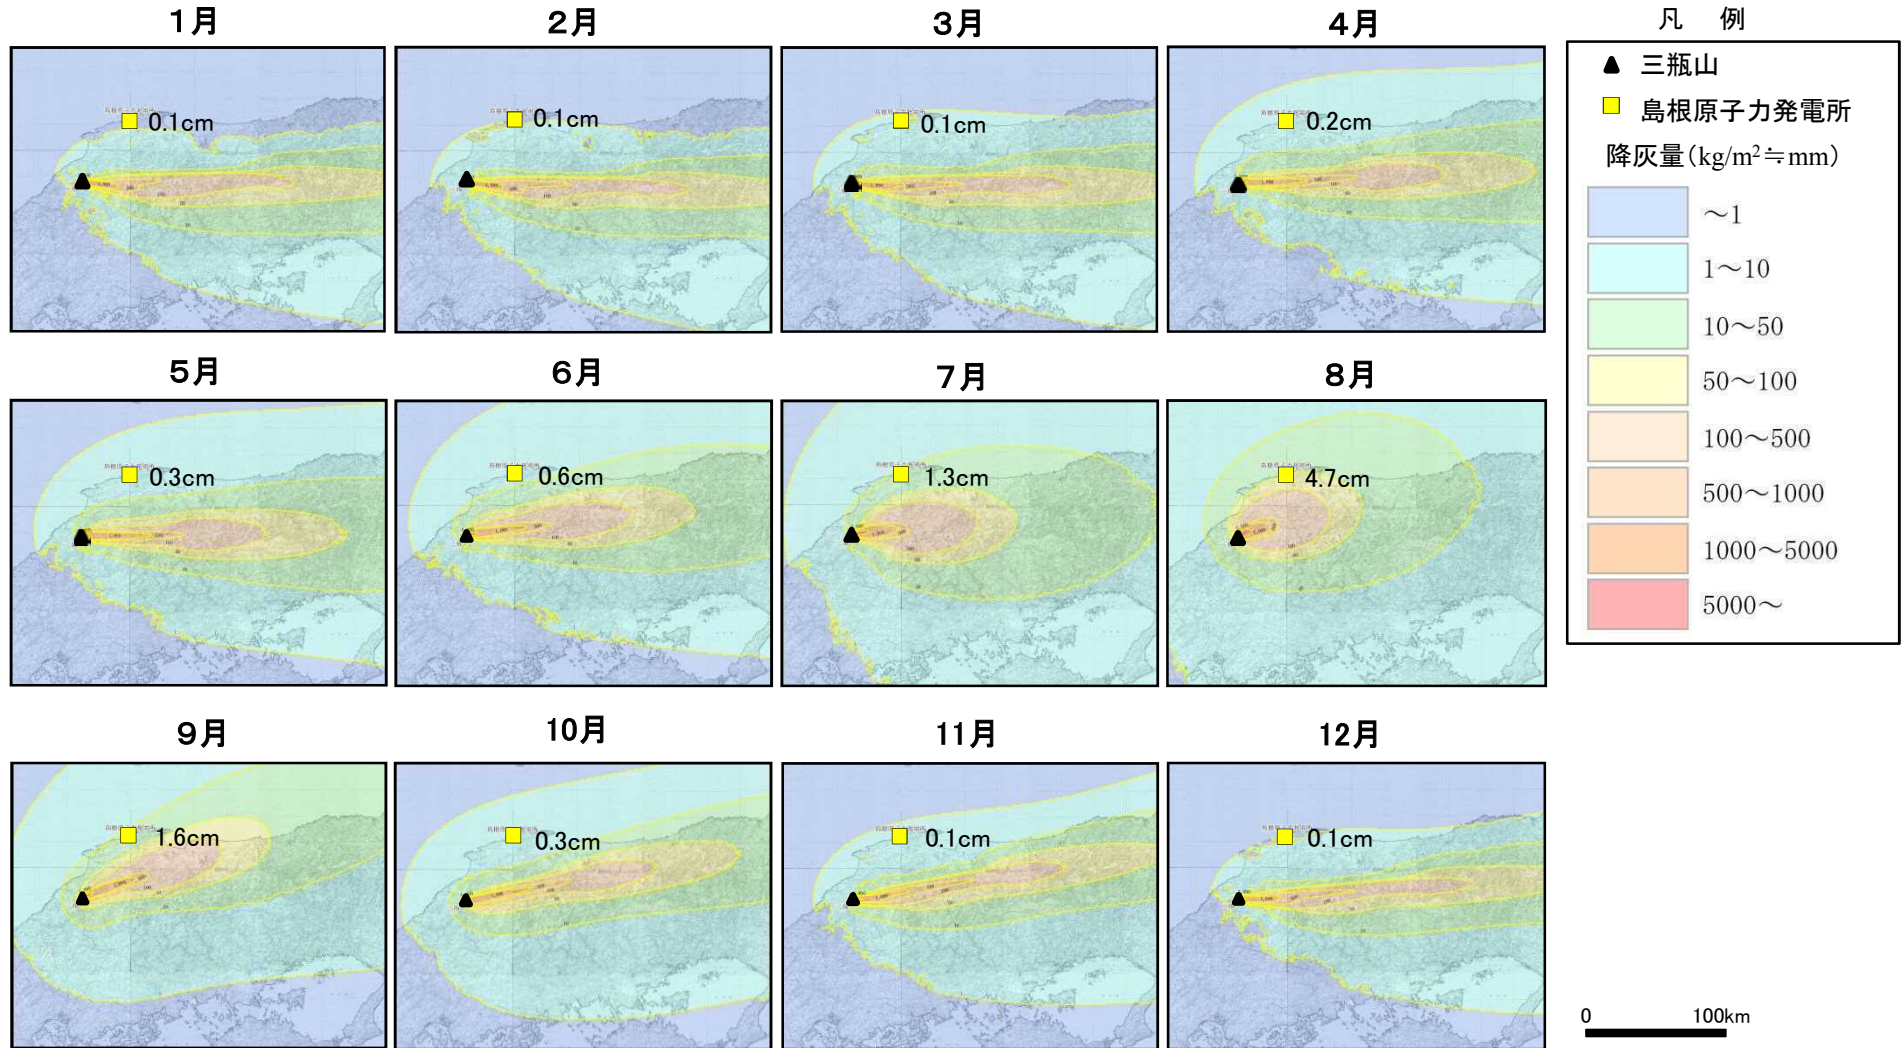 1月
2月
3月
4月
凡 例
三瓶山
島根原子力発電所
降灰量(kg/m²≒mm)
～1
1～10
10～50
50～100
100～500
500～1000
1000～5000
5000～
0.1cm
0.1cm
0.1cm
0.2cm
5月
6月
7月
8月
0.3cm
0.6cm
1.3cm
4.7cm
9月
10月
11月
12月
1.6cm
0.3cm
0.1cm
0.1cm
0 100km